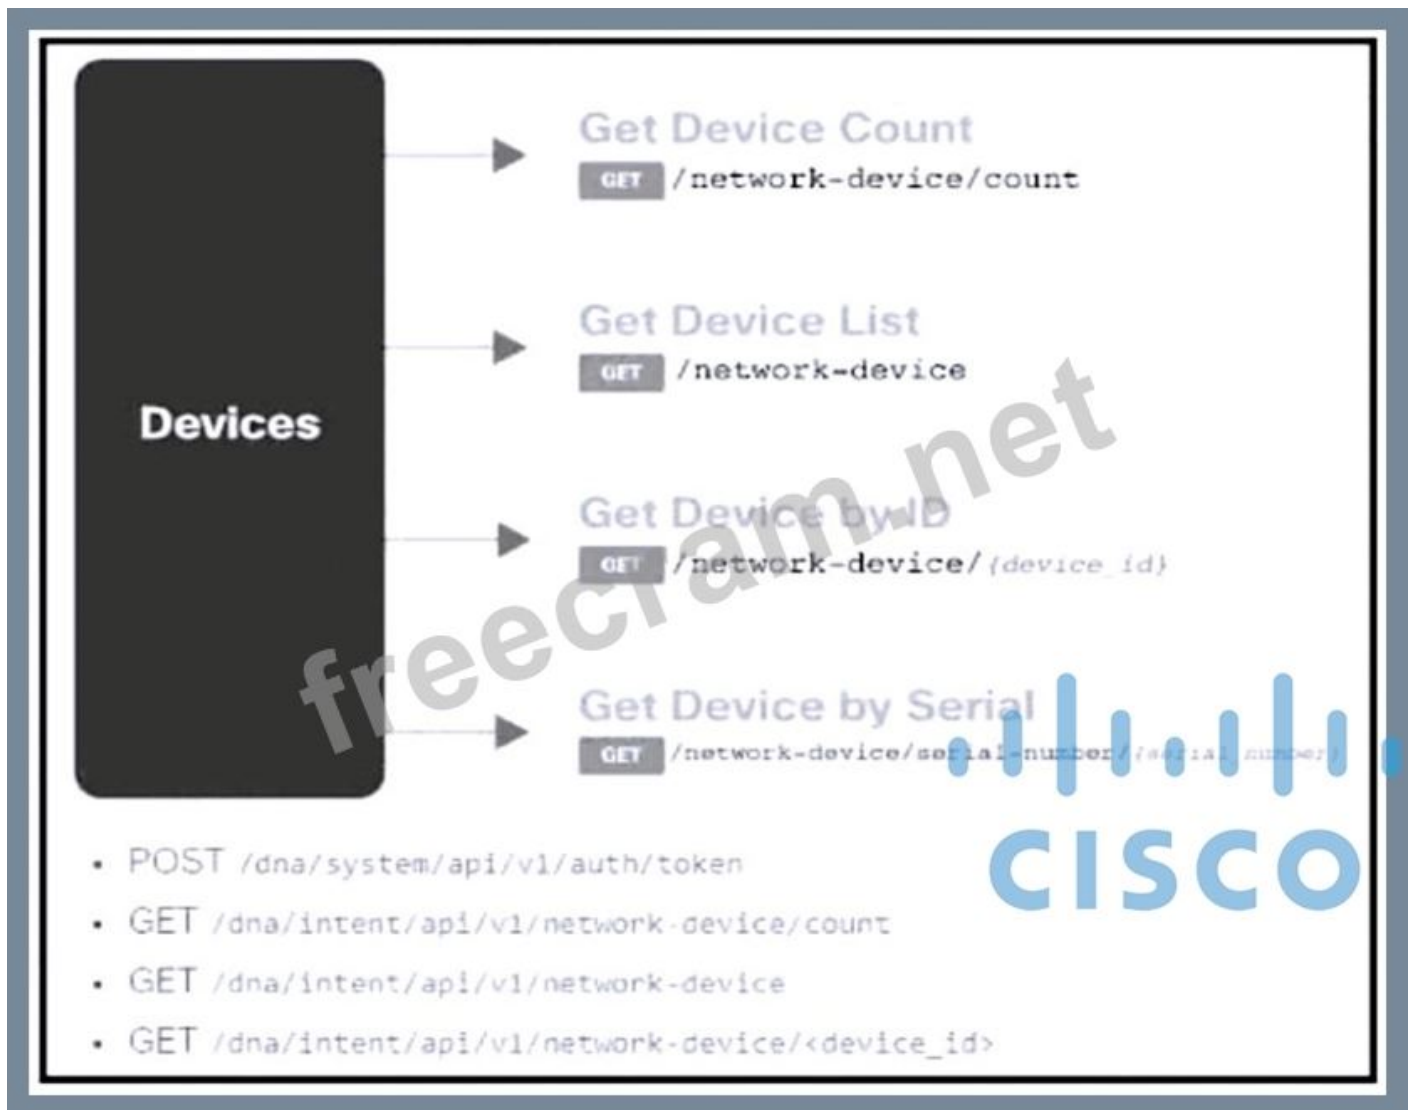 Get Device Count
GET /network-device/count
Get Device List
GET /network-device
Devices
Get Device by ID
GET /network-device/{device_id}
Get Device by Serial
GET /network-device/serial-number/{serial_number}
freecram.net
CISCO
• POST /dna/system/api/v1/auth/token
• GET /dna/intent/api/v1/network-device/count
• GET /dna/intent/api/v1/network-device
• GET /dna/intent/api/v1/network-device/<device_id>